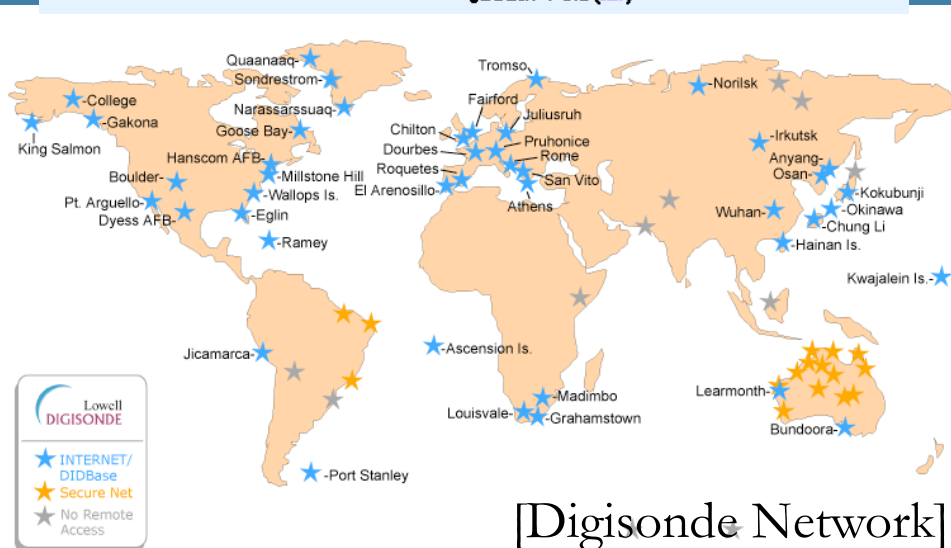 Quaanaaq-
Sondrestrom-
Narassarssuaq-
Goose Bay-
-College
-Gakona
King Salmon
Hanscom AFB-
-Millstone Hill
Boulder-
-Wallops Is.
Pt. Arguello-
Dyess AFB-
-Eglin
-Ramey
Tromso
Fairford
Juliusruh
Chilton
Pruhonice
Dourbes
Rome
Roquetes
San Vito
El Arenosillo-
Athens
-Norilsk
-Irkutsk
Anyang-
Osan-
-Kokubunji
Wuhan-
-Okinawa
-Chung Li
-Hainan Is.
Kwajalein Is.-
Jicamarca-
-Ascension Is.
-Madimbo
Louisvale-
-Grahamstown
-Port Stanley
Learmonth-
Bundoora-
Lowell
DIGISONDE
INTERNET/
DIDBase
Secure Net
No Remote
Access
[Digisonde Network]